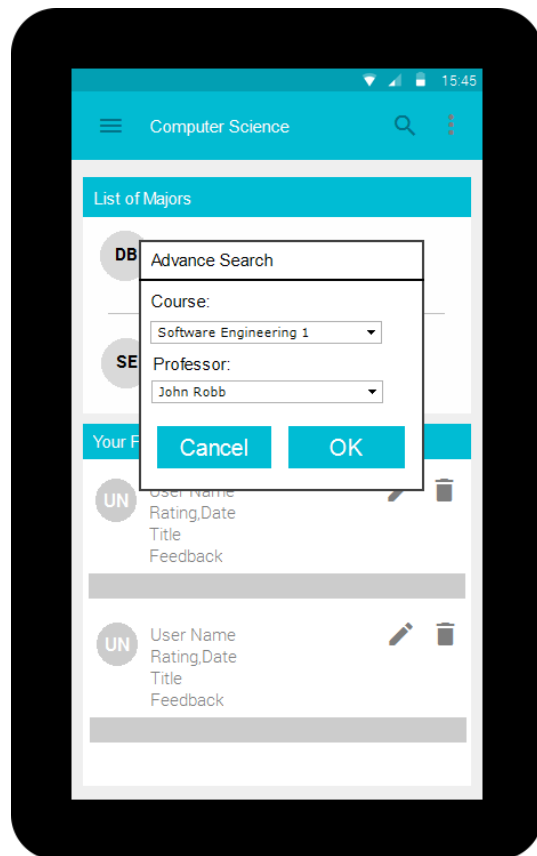 15:45
Computer Science
List of Majors
DB
Advance Search
Course:
Software Engineering 1
SE
Professor:
John Robb
Your F
Cancel
OK
UN
User Name
Rating,Date
Title
Feedback
UN
User Name
Rating,Date
Title
Feedback